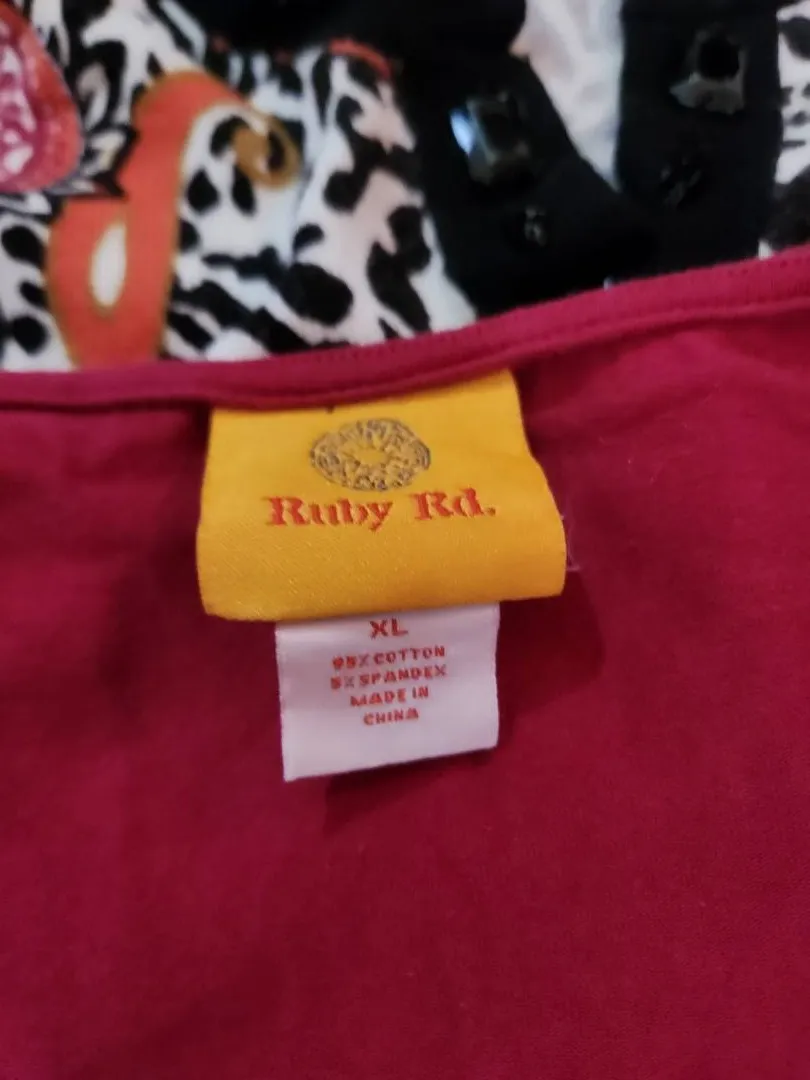 Ruby Rd.
XL
95% COTTON
5% SPANDEX
MADE IN
CHINA